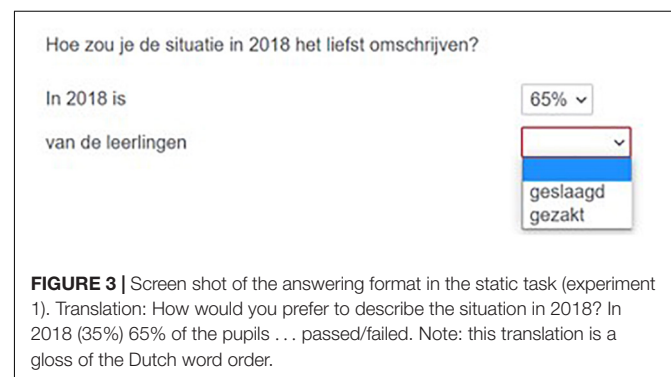 Hoe zou je de situatie in 2018 het liefst omschrijven?
In 2018 is 65%
van de leerlingen
geslaagd
gezakt
FIGURE 3 | Screen shot of the answering format in the static task (experiment
1). Translation: How would you prefer to describe the situation in 2018? In
2018 (35%) 65% of the pupils . . . passed/failed. Note: this translation is a
gloss of the Dutch word order.